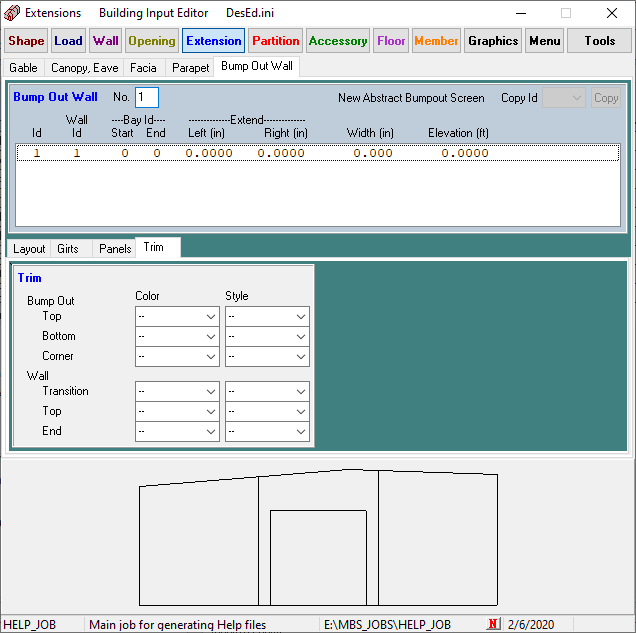 Extensions Building Input Editor DesEd.ini
Shape Load Wall Opening Extension Partition Accessory Floor Member Graphics Menu Tools
Gable Canopy, Eave Facia Parapet Bump Out Wall
Bump Out Wall No. 1 New Abstract Bumpout Screen Copy Id Copy
Wall ----Bay Id---- -------------Extend-------------
Id Id Start End Left (in) Right (in) Width (in) Elevation (ft)
1 1 0 0 0.0000 0.0000 0.000 0.0000
Layout Girts Panels Trim
Trim
Color Style
Bump Out
Top -- --
Bottom -- --
Corner -- --
Wall
Transition -- --
Top -- --
End -- --
HELP_JOB Main job for generating Help files E:\MBS_JOBS\HELP_JOB N 2/6/2020